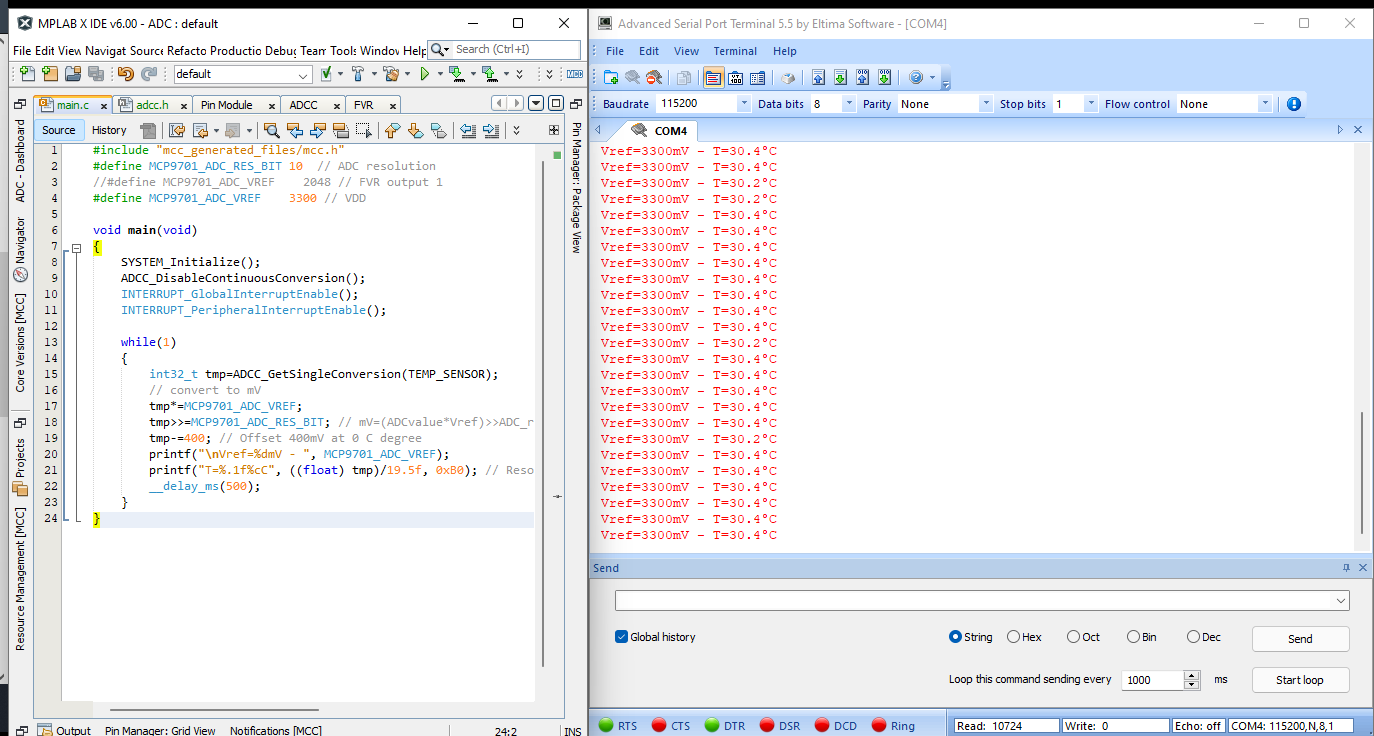 MPLAB X IDE v6.00 - ADC : default
File Edit View Navigat Source Refacto Productio Debug Team Tools Window Help Search (Ctrl+I)
default
main.c adcc.h Pin Module ADCC FVR
Source History
1 #include "mcc_generated_files/mcc.h"
2 #define MCP9701_ADC_RES_BIT 10 // ADC resolution
3 //#define MCP9701_ADC_VREF 2048 // FVR output 1
4 #define MCP9701_ADC_VREF 3300 // VDD
5
6 void main(void)
7 {
8 SYSTEM_Initialize();
9 ADCC_DisableContinuousConversion();
10 INTERRUPT_GlobalInterruptEnable();
11 INTERRUPT_PeripheralInterruptEnable();
12
13 while(1)
14 {
15 int32_t tmp=ADCC_GetSingleConversion(TEMP_SENSOR);
16 // convert to mV
17 tmp*=MCP9701_ADC_VREF;
18 tmp>>=MCP9701_ADC_RES_BIT; // mV=(ADCvalue*Vref)>>ADC_r
19 tmp-=400; // Offset 400mV at 0 C degree
20 printf("\nVref=%dmV - ", MCP9701_ADC_VREF);
21 printf("T=%.1f%cC", ((float) tmp)/19.5f, 0xB0); // Reso
22 __delay_ms(500);
23 }
24 }
ADC - Dashboard
Navigator
Core Versions [MCC]
Projects
Resource Management [MCC]
Pin Manager: Package View
Output Pin Manager: Grid View Notifications [MCC]
24:2 INS
Advanced Serial Port Terminal 5.5 by Eltima Software - [COM4]
File Edit View Terminal Help
Baudrate 115200 Data bits 8 Parity None Stop bits 1 Flow control None
COM4
Vref=3300mV - T=30.4°C
Vref=3300mV - T=30.4°C
Vref=3300mV - T=30.2°C
Vref=3300mV - T=30.2°C
Vref=3300mV - T=30.4°C
Vref=3300mV - T=30.4°C
Vref=3300mV - T=30.4°C
Vref=3300mV - T=30.4°C
Vref=3300mV - T=30.4°C
Vref=3300mV - T=30.4°C
Vref=3300mV - T=30.4°C
Vref=3300mV - T=30.4°C
Vref=3300mV - T=30.2°C
Vref=3300mV - T=30.4°C
Vref=3300mV - T=30.4°C
Vref=3300mV - T=30.4°C
Vref=3300mV - T=30.4°C
Vref=3300mV - T=30.4°C
Vref=3300mV - T=30.2°C
Vref=3300mV - T=30.4°C
Vref=3300mV - T=30.4°C
Vref=3300mV - T=30.4°C
Vref=3300mV - T=30.4°C
Vref=3300mV - T=30.4°C
Vref=3300mV - T=30.4°C
Send
Global history String Hex Oct Bin Dec Send
Loop this command sending every 1000 ms Start loop
RTS CTS DTR DSR DCD Ring Read: 10724 Write: 0 Echo: off COM4: 115200,N,8,1